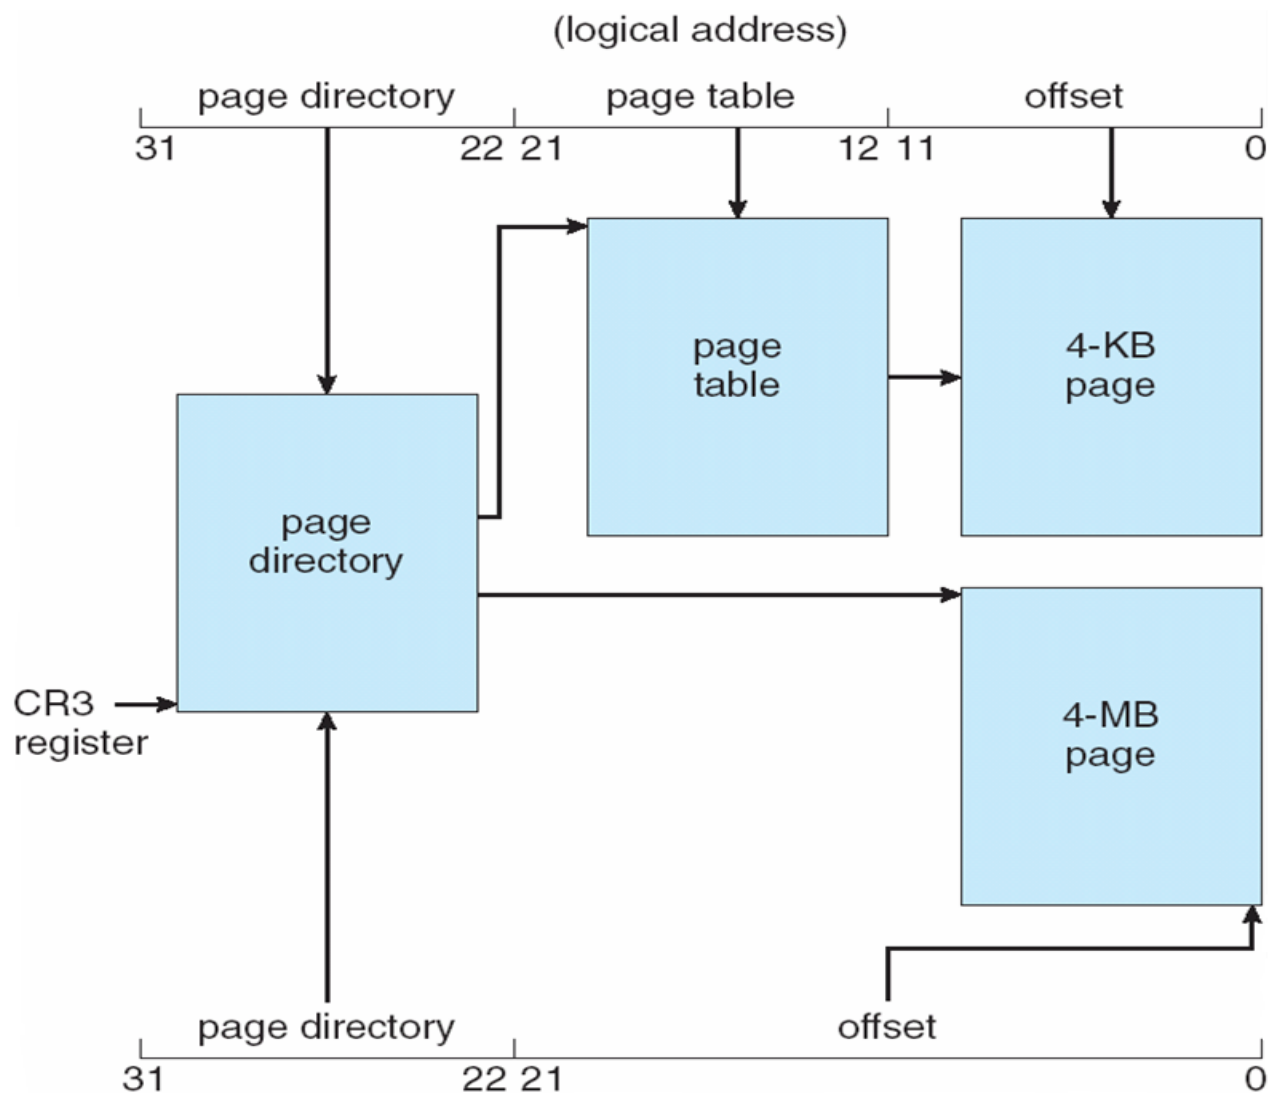 (logical address)
page directory page table offset
31 22 21 12 11 0
page
table
4-KB
page
page
directory
CR3
register
4-MB
page
page directory offset
31 22 21 0